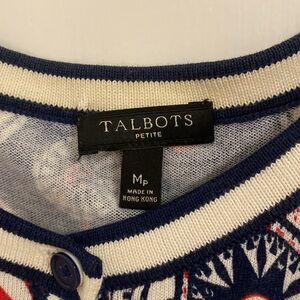 TALBOTS
PETITE
MP
MADE IN
HONG KONG